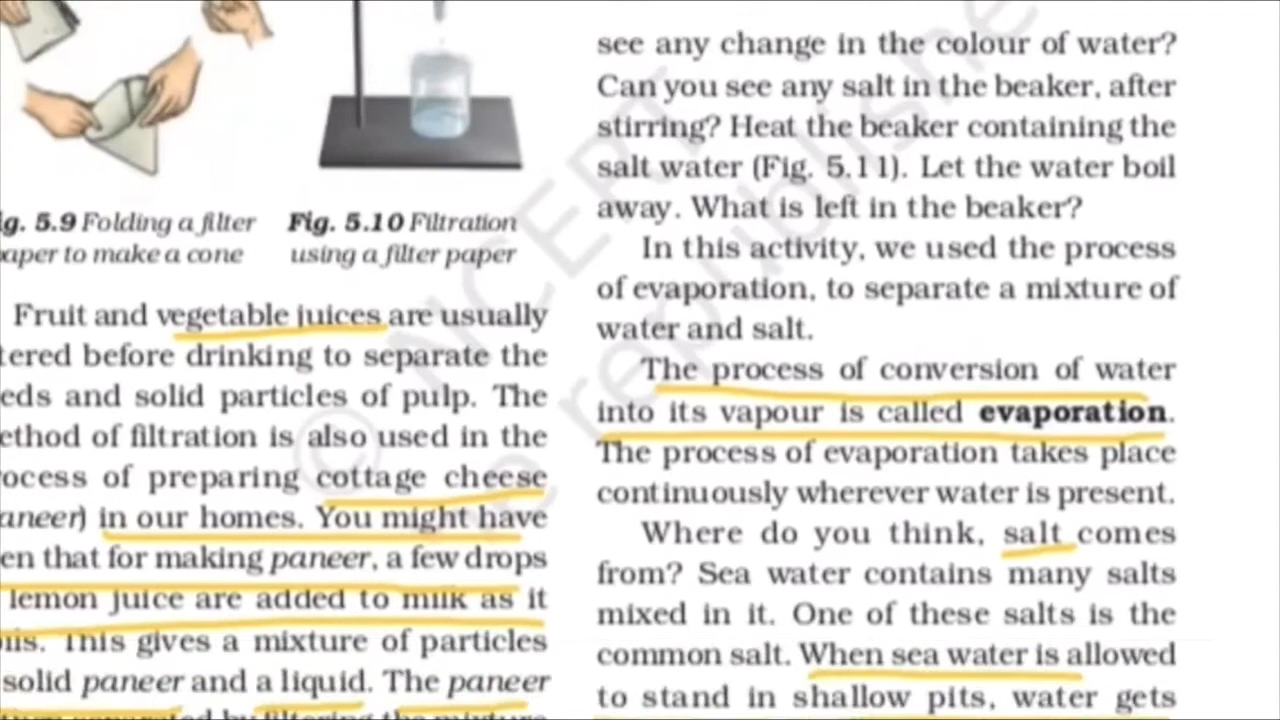 ig. 5.9 Folding a filter
aper to make a cone
Fig. 5.10 Filtration
using a filter paper
Fruit and vegetable juices are usually
tered before drinking to separate the
eds and solid particles of pulp. The
ethod of filtration is also used in the
ocess of preparing cottage cheese
aneer) in our homes. You might have
en that for making paneer, a few drops
lemon juice are added to milk as it
ils. This gives a mixture of particles
solid paneer and a liquid. The paneer
by filtering the mixture
see any change in the colour of water?
Can you see any salt in the beaker, after
stirring? Heat the beaker containing the
salt water (Fig. 5.11). Let the water boil
away. What is left in the beaker?
In this activity, we used the process
of evaporation, to separate a mixture of
water and salt.
The process of conversion of water
into its vapour is called evaporation.
The process of evaporation takes place
continuously wherever water is present.
Where do you think, salt comes
from? Sea water contains many salts
mixed in it. One of these salts is the
common salt. When sea water is allowed
to stand in shallow pits, water gets
© NCERT
e republishe